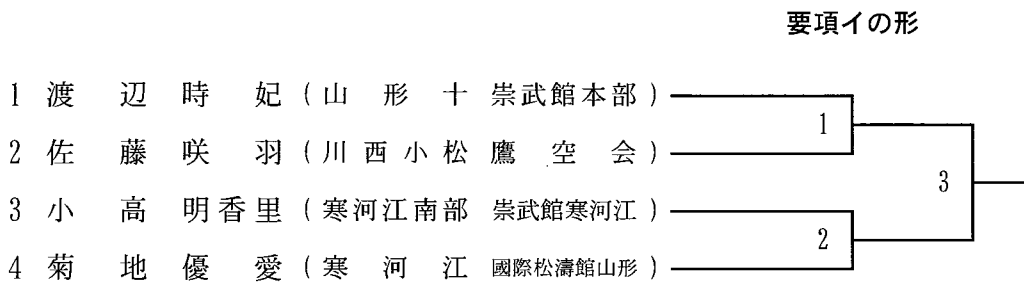 要項イの形
1 渡辺時妃 (山形十 崇武館本部)
2 佐藤咲羽 (川西小松 鷹空会)
3 小高明香里 (寒河江南部 崇武館寒河江)
4 菊地優愛 (寒河江 國際松濤館山形)
1
2
3